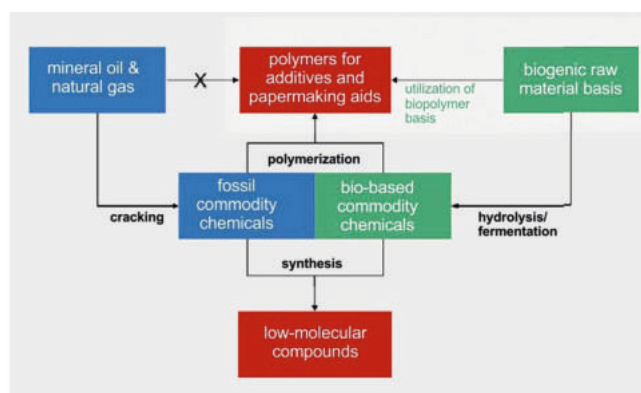 mineral oil &
natural gas
X
polymers for
additives and
papermaking aids
utilization of
biopolymer
basis
biogenic raw
material basis
polymerization
cracking
fossil
commodity
chemicals
bio-based
commodity
chemicals
hydrolysis/
fermentation
synthesis
low-molecular
compounds